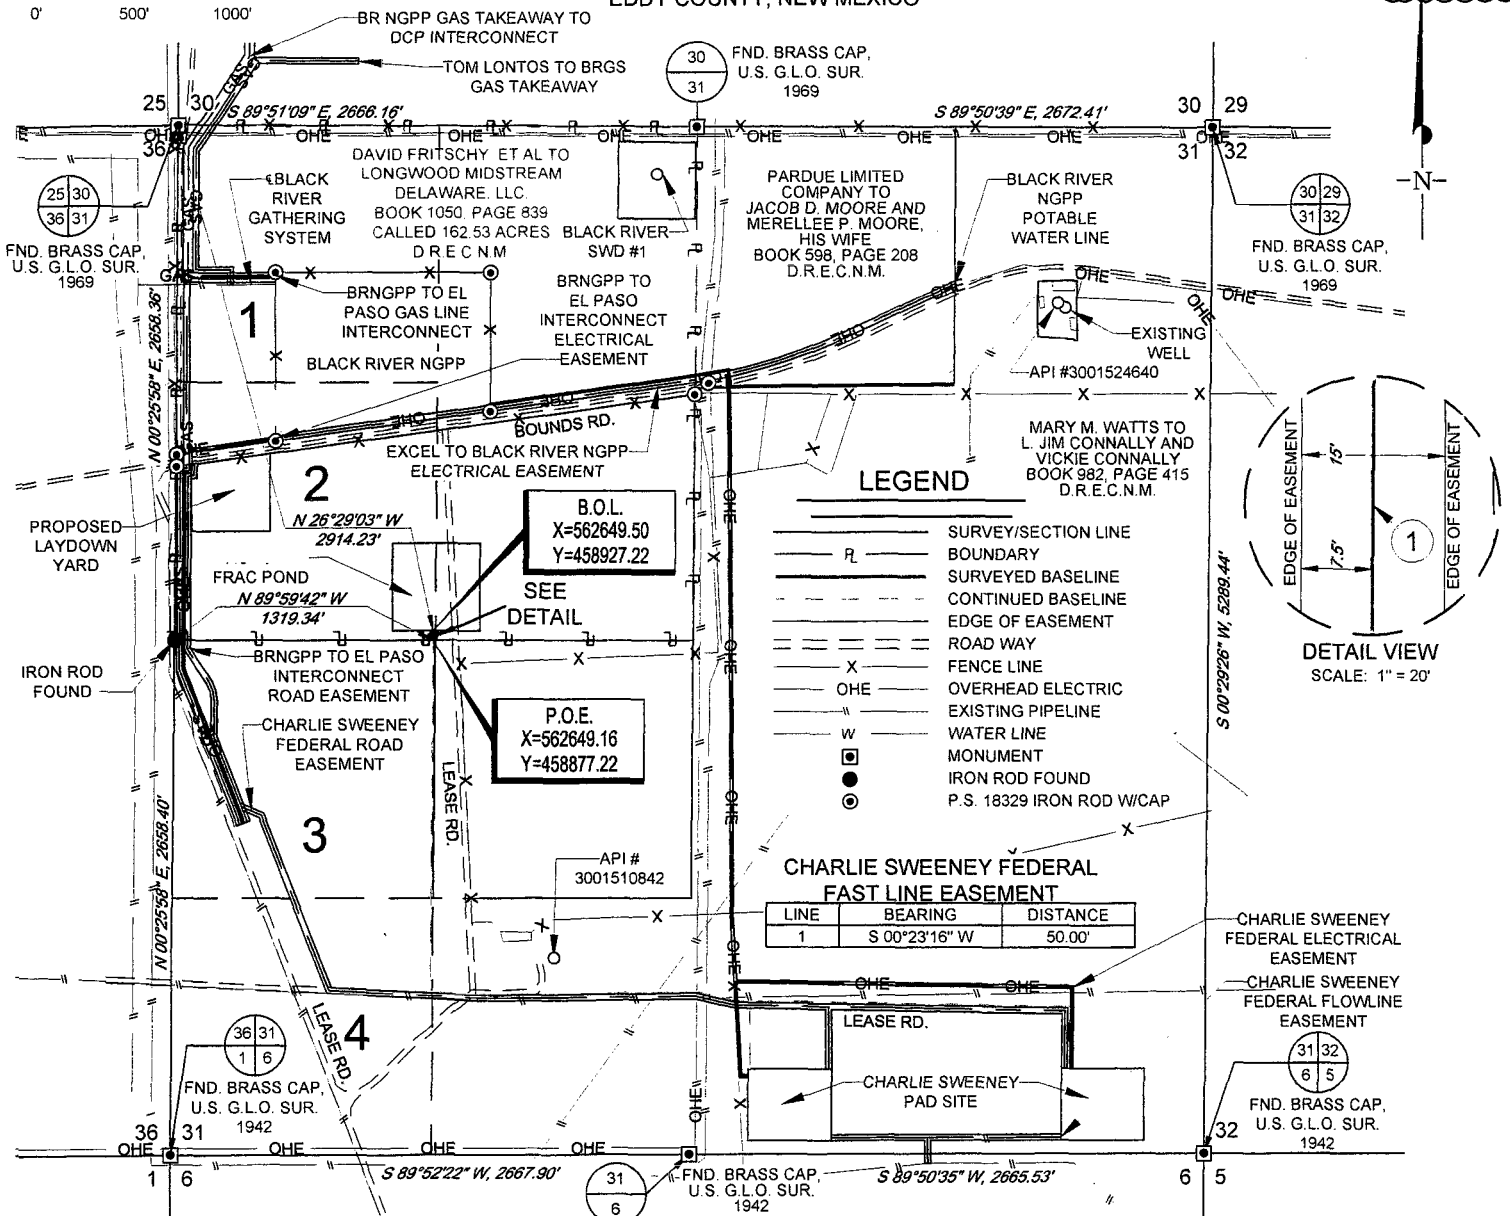 0' 500' 1000'
EDDY COUNTY, NEW MEXICO
BR NGPP GAS TAKEAWAY TO
DCP INTERCONNECT
TOM LONTOS TO BRGS
GAS TAKEAWAY
30
31
FND. BRASS CAP,
U.S. G.L.O. SUR.
1969
25 30
36
S 89°51'09" E, 2666.16'
S 89°50'39" E, 2672.41'
30 29
31 32
N
25 30
36 31
FND. BRASS CAP,
U.S. G.L.O. SUR.
1969
BLACK
RIVER
GATHERING
SYSTEM
DAVID FRITSCHY ET AL TO
LONGWOOD MIDSTREAM
DELAWARE, LLC.
BOOK 1050, PAGE 839
CALLED 162.53 ACRES
D R E C N.M
BLACK RIVER
SWD #1
PARDUE LIMITED
COMPANY TO
JACOB D. MOORE AND
MERELLEE P. MOORE,
HIS WIFE
BOOK 598, PAGE 208
D.R.E.C.N.M.
BLACK RIVER
NGPP
POTABLE
WATER LINE
30 29
31 32
FND. BRASS CAP,
U.S. G.L.O. SUR.
1969
1
BRNGPP TO EL
PASO GAS LINE
INTERCONNECT
BLACK RIVER NGPP
BRNGPP TO
EL PASO
INTERCONNECT
ELECTRICAL
EASEMENT
EXISTING
WELL
API #3001524640
N 00°25'58" E, 2658.36'
BOUNDS RD.
EXCEL TO BLACK RIVER NGPP
ELECTRICAL EASEMENT
MARY M. WATTS TO
L. JIM CONNALLY AND
VICKIE CONNALLY
BOOK 982, PAGE 415
D.R.E.C.N.M.
2
PROPOSED
LAYDOWN
YARD
N 26°29'03" W
2914.23'
B.O.L.
X=562649.50
Y=458927.22
SEE
DETAIL
FRAC POND
N 89°59'42" W
1319.34'
IRON ROD
FOUND
BRNGPP TO EL PASO
INTERCONNECT
ROAD EASEMENT
CHARLIE SWEENEY
FEDERAL ROAD
EASEMENT
P.O.E.
X=562649.16
Y=458877.22
LEASE RD.
LEGEND
SURVEY/SECTION LINE
BOUNDARY
SURVEYED BASELINE
CONTINUED BASELINE
EDGE OF EASEMENT
ROAD WAY
X FENCE LINE
OHE OVERHEAD ELECTRIC
EXISTING PIPELINE
W WATER LINE
MONUMENT
IRON ROD FOUND
P.S. 18329 IRON ROD W/CAP
EDGE OF EASEMENT
15'
7.5'
1
EDGE OF EASEMENT
DETAIL VIEW
SCALE: 1" = 20'
S 00°29'26" W, 5289.44'
N 00°25'58" E, 2658.40'
3
API #
3001510842
CHARLIE SWEENEY FEDERAL
FAST LINE EASEMENT
LINE BEARING DISTANCE
1 S 00°23'16" W 50.00'
CHARLIE SWEENEY
FEDERAL ELECTRICAL
EASEMENT
CHARLIE SWEENEY
FEDERAL FLOWLINE
EASEMENT
4
LEASE RD.
LEASE RD.
CHARLIE SWEENEY
PAD SITE
36 31
1 6
FND. BRASS CAP,
U.S. G.L.O. SUR.
1942
36 31
1 6
S 89°52'22" W, 2667.90'
31
6
FND. BRASS CAP,
U.S. G.L.O. SUR.
1942
S 89°50'35" W, 2665.53'
31 32
6 5
FND. BRASS CAP,
U.S. G.L.O. SUR.
1942
32
6 5